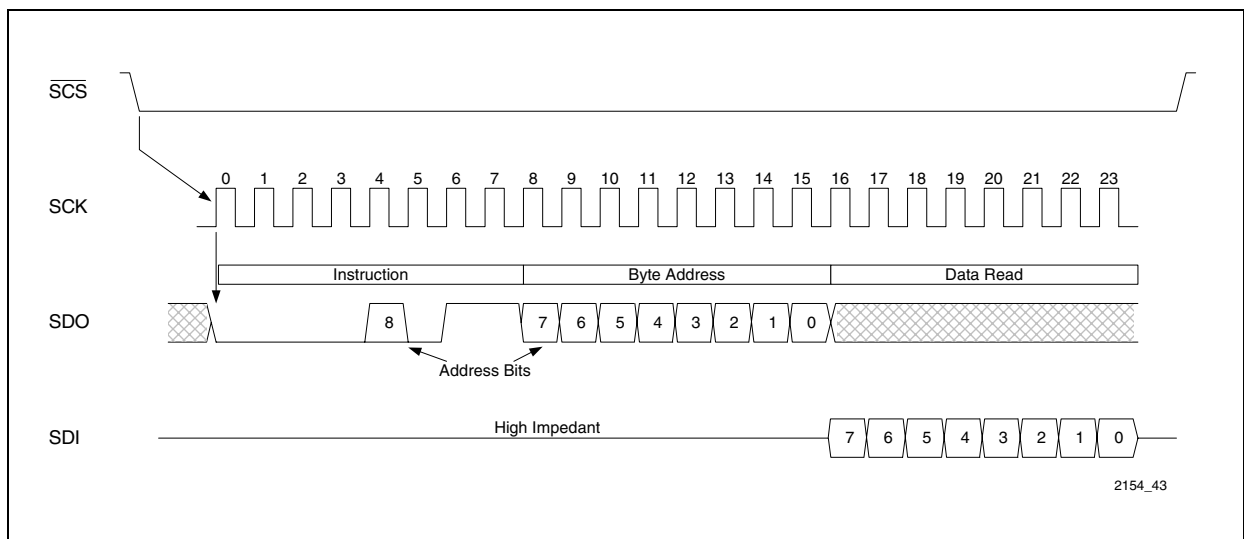 SCS
0 1 2 3 4 5 6 7 8 9 10 11 12 13 14 15 16 17 18 19 20 21 22 23
SCK
Instruction Byte Address Data Read
SDO 8 7 6 5 4 3 2 1 0
Address Bits
High Impedant
SDI 7 6 5 4 3 2 1 0
2154_43